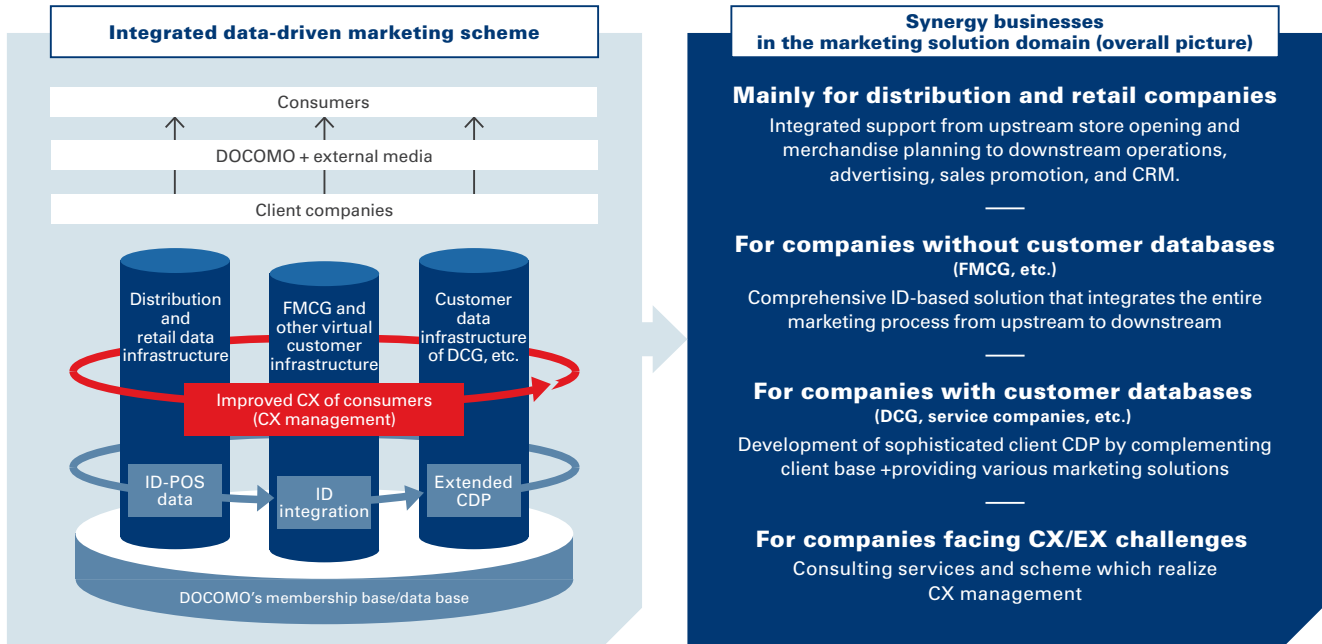 Integrated data-driven marketing scheme
Consumers
DOCOMO + external media
Client companies
Distribution
and
retail data
infrastructure
FMCG and
other virtual
customer
infrastructure
Customer
data
infrastructure
of DCG, etc.
Improved CX of consumers
(CX management)
ID-POS
data
ID
integration
Extended
CDP
DOCOMO's membership base/data base
Synergy businesses
in the marketing solution domain (overall picture)
Mainly for distribution and retail companies
Integrated support from upstream store opening and
merchandise planning to downstream operations,
advertising, sales promotion, and CRM.
For companies without customer databases
(FMCG, etc.)
Comprehensive ID-based solution that integrates the entire
marketing process from upstream to downstream
For companies with customer databases
(DCG, service companies, etc.)
Development of sophisticated client CDP by complementing
client base +providing various marketing solutions
For companies facing CX/EX challenges
Consulting services and scheme which realize
CX management